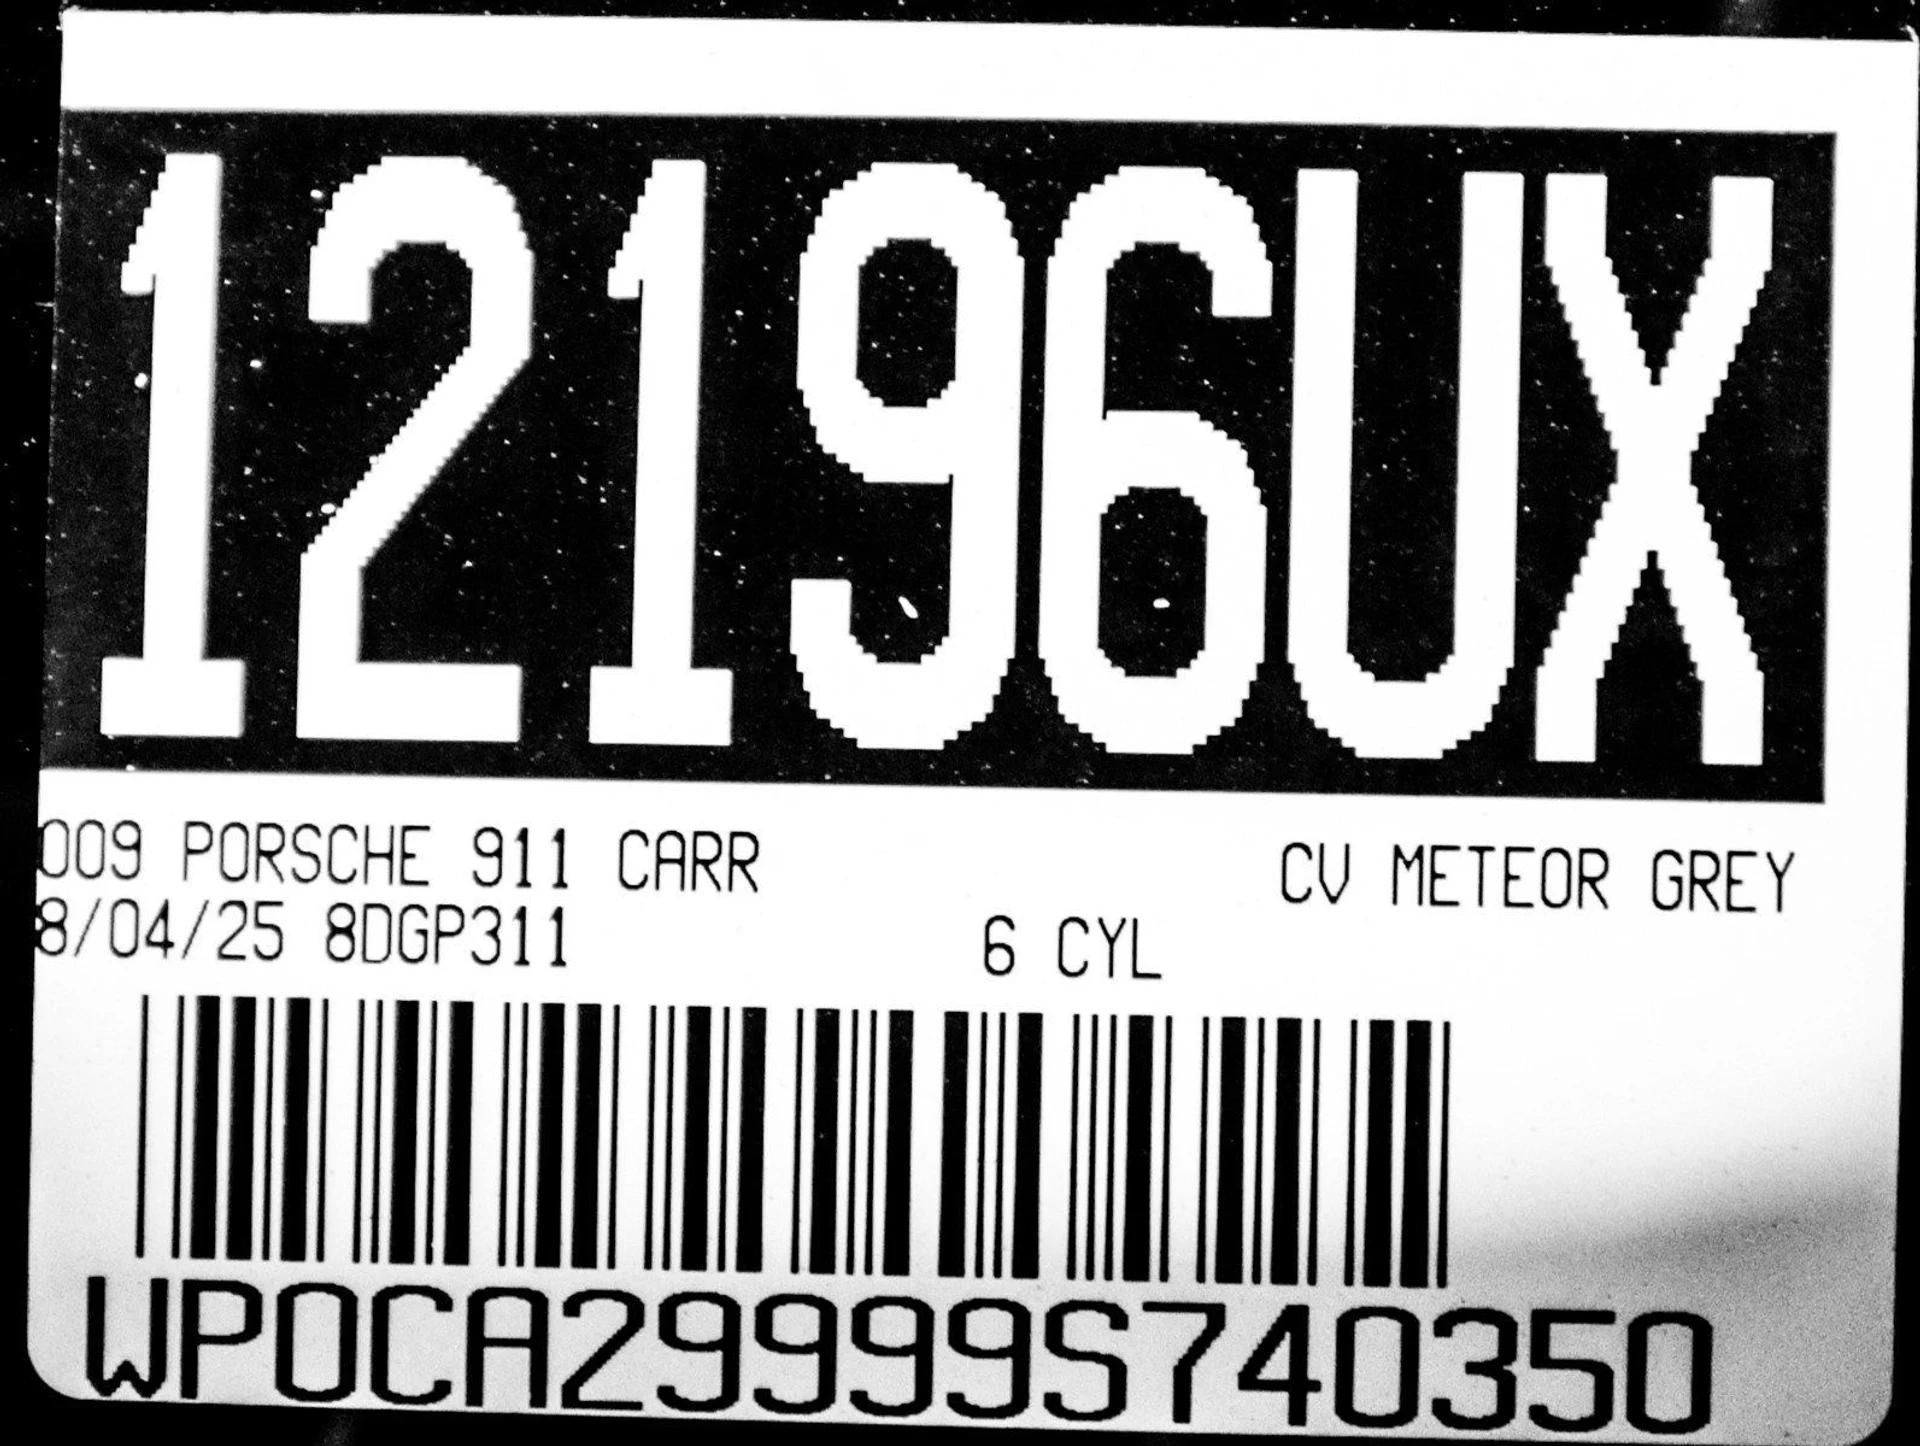 12196UX
009 PORSCHE 911 CARR CV METEOR GREY
8/04/25 8DGP311 6 CYL
WP0CA29999S740350